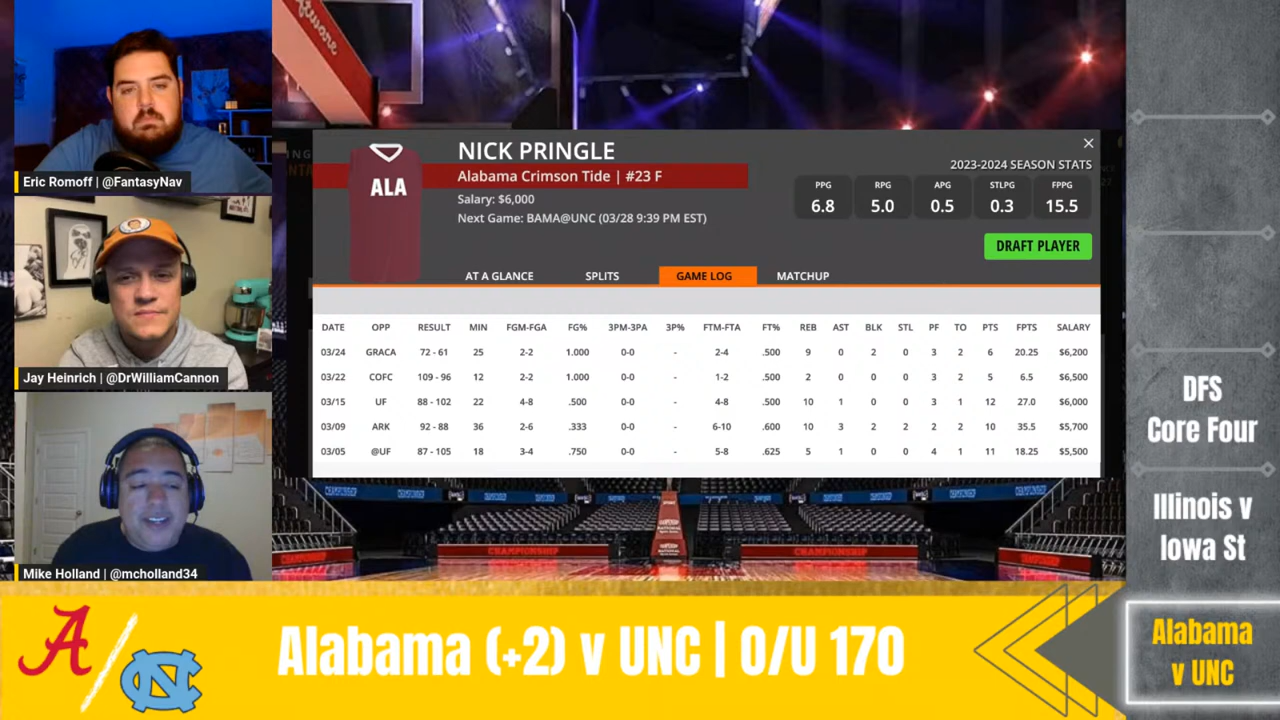 Eric Romoff | @FantasyNav
Jay Heinrich | @DrWilliamCannon
Mike Holland | @mcholland34
NICK PRINGLE
Alabama Crimson Tide | #23 F
Salary: $6,000
Next Game: BAMA@UNC (03/28 9:39 PM EST)
ALA
2023-2024 SEASON STATS
PPG RPG APG STLPG FPPG
6.8 5.0 0.5 0.3 15.5
DRAFT PLAYER
AT A GLANCE SPLITS GAME LOG MATCHUP
DATE OPP RESULT MIN FGM-FGA FG% 3PM-3PA 3P% FTM-FTA FT% REB AST BLK STL PF TO PTS FPTS SALARY
03/24 GRACA 72 - 61 25 2-2 1.000 0-0 - 2-4 .500 9 0 2 0 3 2 6 20.25 $6,200
03/22 COFC 109 - 96 12 2-2 1.000 0-0 - 1-2 .500 2 0 0 0 3 2 5 6.5 $6,500
03/15 UF 88 - 102 22 4-8 .500 0-0 - 4-8 .500 10 1 0 0 3 1 12 27.0 $6,000
03/09 ARK 92 - 88 36 2-6 .333 0-0 - 6-10 .600 10 3 2 2 2 2 10 35.5 $5,700
03/05 @UF 87 - 105 18 3-4 .750 0-0 - 5-8 .625 5 1 0 0 4 1 11 18.25 $5,500
CHAMPIONSHIP
CHAMPIONSHIP
DFS
Core Four
Illinois v
Iowa St
Alabama
v UNC
A / NC
Alabama (+2) v UNC | O/U 170